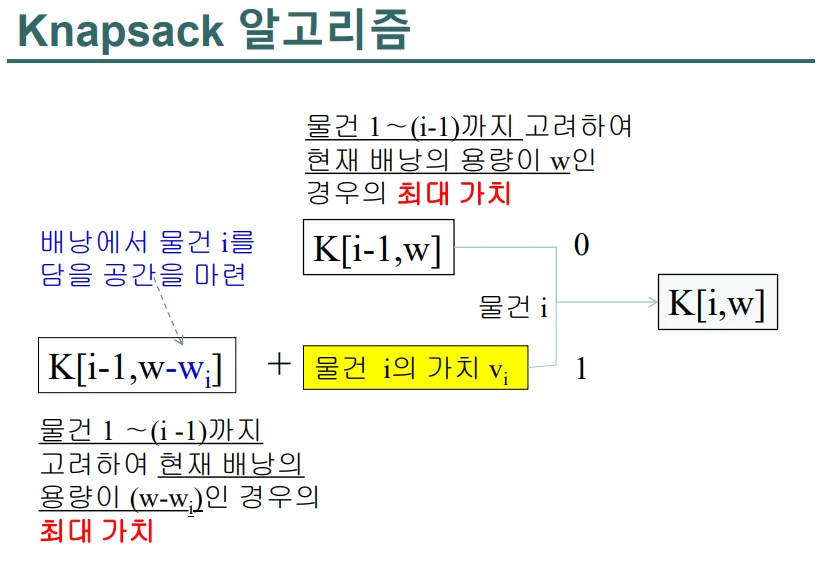 Knapsack 알고리즘
물건 1~(i-1)까지 고려하여
현재 배낭의 용량이 w인
경우의 최대 가치
배낭에서 물건 i를
담을 공간을 마련
K[i-1,w]
0
물건 i
K[i,w]
K[i-1,w-wi]
+
물건 i의 가치 vi
1
물건 1 ~(i -1)까지
고려하여 현재 배낭의
용량이 (w-wi)인 경우의
최대 가치